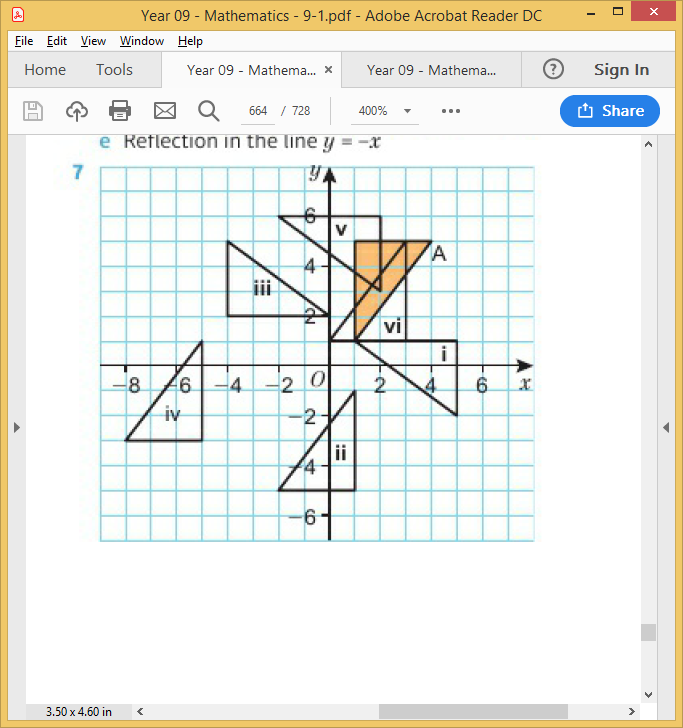 Year 09 - Mathematics - 9-1.pdf - Adobe Acrobat Reader DC
File Edit View Window Help
Home Tools Year 09 - Mathema... × Year 09 - Mathema... ? Sign In
664 / 728 400% Share
e Reflection in the line y = –x
7
y
6
v
4
A
iii
2
vi
i
–8 –6 –4 –2 O 2 4 6 x
iv
–2
ii
–4
–6
3.50 x 4.60 in